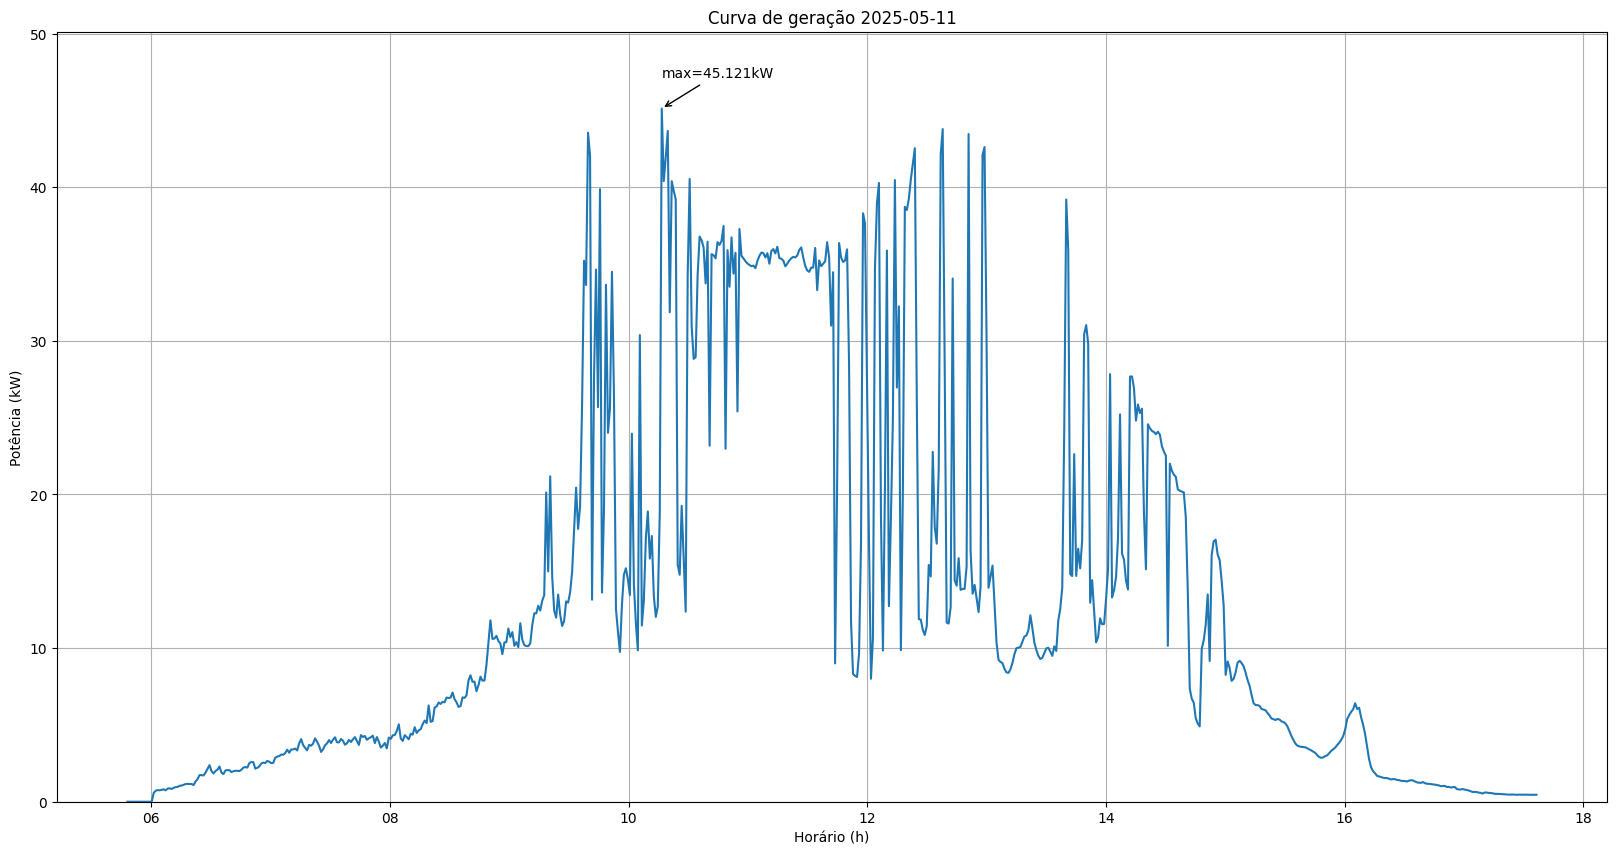 Curva de geração 2025-05-11
50
max=45.121kW
40
30
Potência (kW)
20
10
0
06 08 10 12 14 16 18
Horário (h)